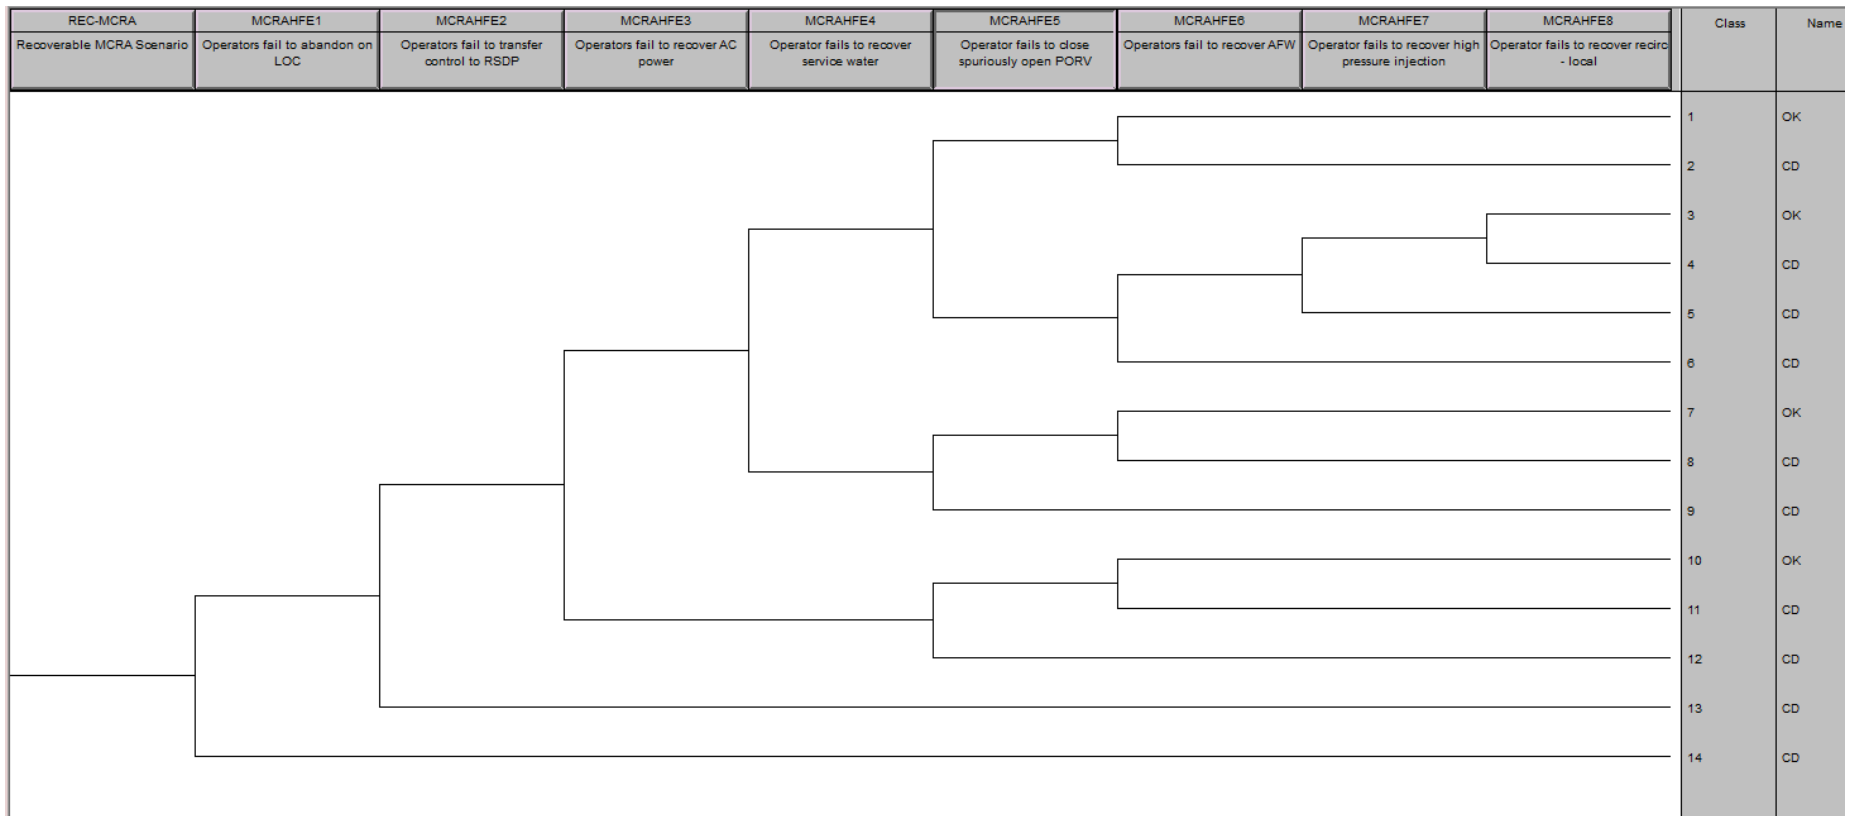 REC-MCRA
MCRAHFE1
MCRAHFE2
MCRAHFE3
MCRAHFE4
MCRAHFE5
MCRAHFE6
MCRAHFE7
MCRAHFE8
Class
Name
Recoverable MCRA Scenario
Operators fail to abandon on
LOC
Operators fail to transfer
control to RSDP
Operators fail to recover AC
power
Operator fails to recover
service water
Operator fails to close
spuriously open PORV
Operators fail to recover AFW
Operator fails to recover high
pressure injection
Operator fails to recover recirc
- local
1 OK
2 CD
3 OK
4 CD
5 CD
6 CD
7 OK
8 CD
9 CD
10 OK
11 CD
12 CD
13 CD
14 CD